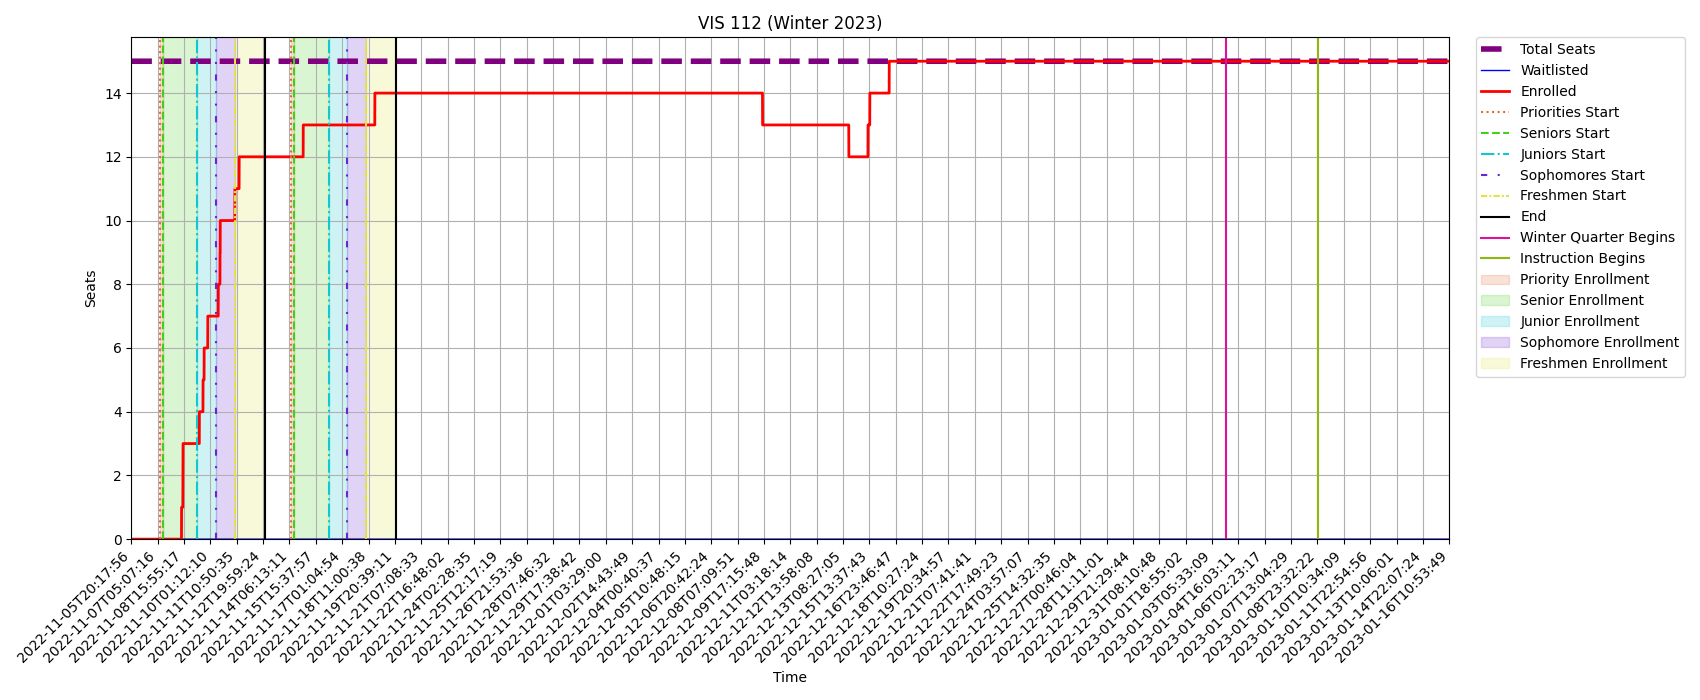 VIS 112 (Winter 2023)
Total Seats
Waitlisted
Enrolled
Priorities Start
Seniors Start
Juniors Start
Sophomores Start
Freshmen Start
End
Winter Quarter Begins
Instruction Begins
Priority Enrollment
Senior Enrollment
Junior Enrollment
Sophomore Enrollment
Freshmen Enrollment
Seats
14
12
10
8
6
4
2
0
2022-11-05T20:17:56
2022-11-07T05:07:16
2022-11-08T15:55:17
2022-11-10T01:12:10
2022-11-11T10:50:35
2022-11-12T19:59:24
2022-11-14T06:13:11
2022-11-15T15:37:57
2022-11-17T01:04:54
2022-11-18T11:00:38
2022-11-19T20:39:11
2022-11-21T07:08:33
2022-11-22T16:48:02
2022-11-24T02:28:35
2022-11-25T12:17:19
2022-11-26T21:53:36
2022-11-28T07:46:32
2022-11-29T17:38:42
2022-12-01T03:29:00
2022-12-02T14:43:49
2022-12-04T00:40:37
2022-12-05T10:48:15
2022-12-06T20:42:24
2022-12-08T07:09:51
2022-12-09T17:15:48
2022-12-11T03:18:14
2022-12-12T13:58:08
2022-12-13T08:27:05
2022-12-15T13:37:43
2022-12-16T23:46:47
2022-12-18T10:27:24
2022-12-19T20:34:57
2022-12-21T07:41:41
2022-12-22T17:49:23
2022-12-24T03:57:07
2022-12-25T14:32:35
2022-12-27T00:46:04
2022-12-28T11:11:01
2022-12-29T21:29:44
2022-12-31T08:10:48
2023-01-01T18:55:02
2023-01-03T05:33:09
2023-01-04T16:03:11
2023-01-06T02:23:17
2023-01-07T13:04:29
2023-01-08T23:32:22
2023-01-10T10:34:09
2023-01-11T22:54:56
2023-01-13T10:06:01
2023-01-14T22:07:24
2023-01-16T10:53:49
Time